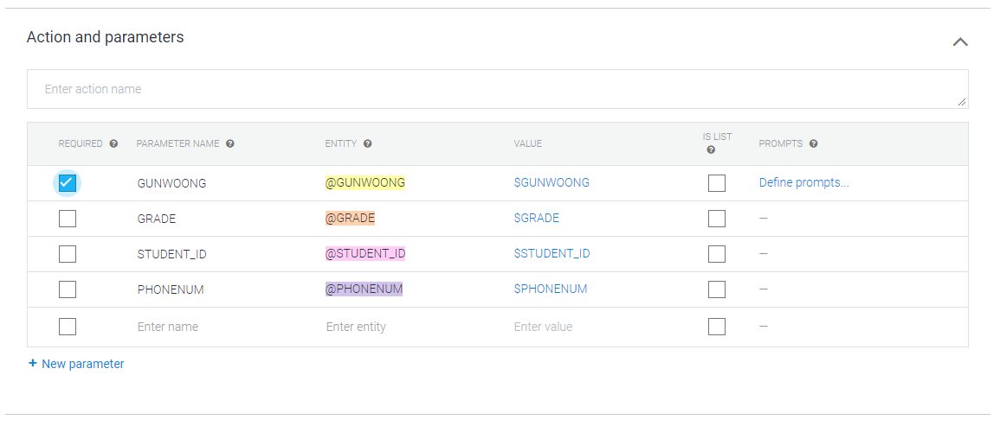 Action and parameters
Enter action name
REQUIRED PARAMETER NAME ENTITY VALUE IS LIST PROMPTS
GUNWOONG @GUNWOONG $GUNWOONG Define prompts...
GRADE @GRADE $GRADE —
STUDENT_ID @STUDENT_ID $STUDENT_ID —
PHONENUM @PHONENUM $PHONENUM —
Enter name Enter entity Enter value —
+ New parameter